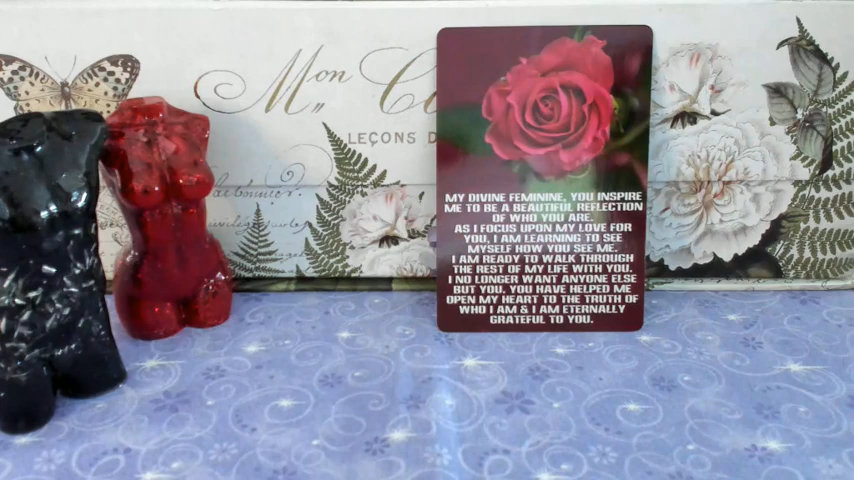 Mon C
LEÇONS D
MY DIVINE FEMININE, YOU INSPIRE
ME TO BE A BEAUTIFUL REFLECTION
OF WHO YOU ARE.
AS I FOCUS UPON MY LOVE FOR
YOU, I AM LEARNING TO SEE
MYSELF HOW YOU SEE ME.
I AM READY TO WALK THROUGH
THE REST OF MY LIFE WITH YOU.
I NO LONGER WANT ANYONE ELSE
BUT YOU. YOU HAVE HELPED ME
OPEN MY HEART TO THE TRUTH OF
WHO I AM & I AM ETERNALLY
GRATEFUL TO YOU.